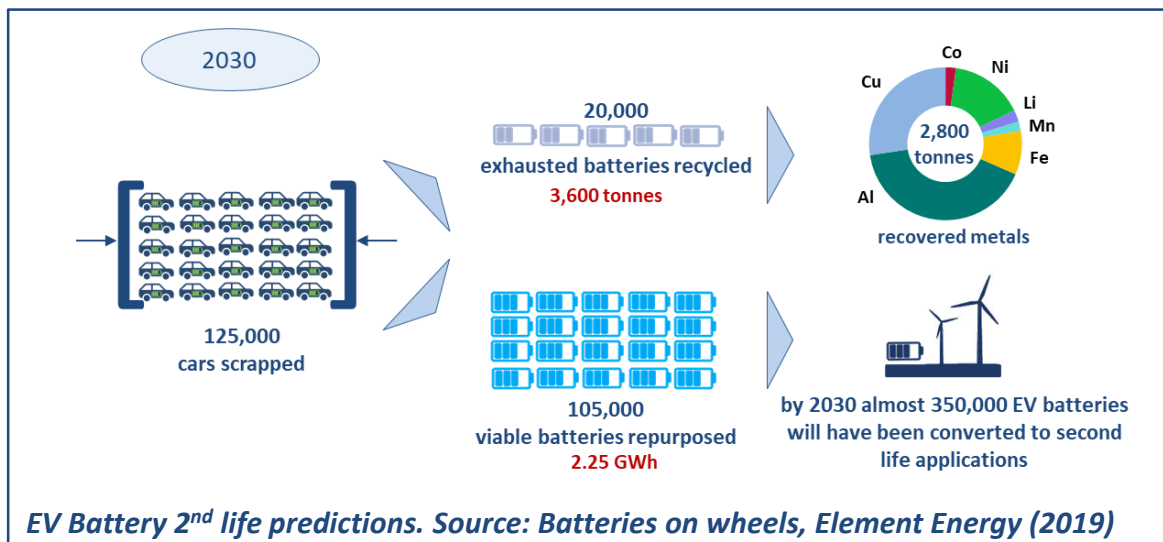 2030
125,000
cars scrapped
20,000
exhausted batteries recycled
3,600 tonnes
Co
Ni
Li
Mn
Fe
Al
Cu
2,800
tonnes
recovered metals
105,000
viable batteries repurposed
2.25 GWh
by 2030 almost 350,000 EV batteries
will have been converted to second
life applications
EV Battery 2nd life predictions. Source: Batteries on wheels, Element Energy (2019)